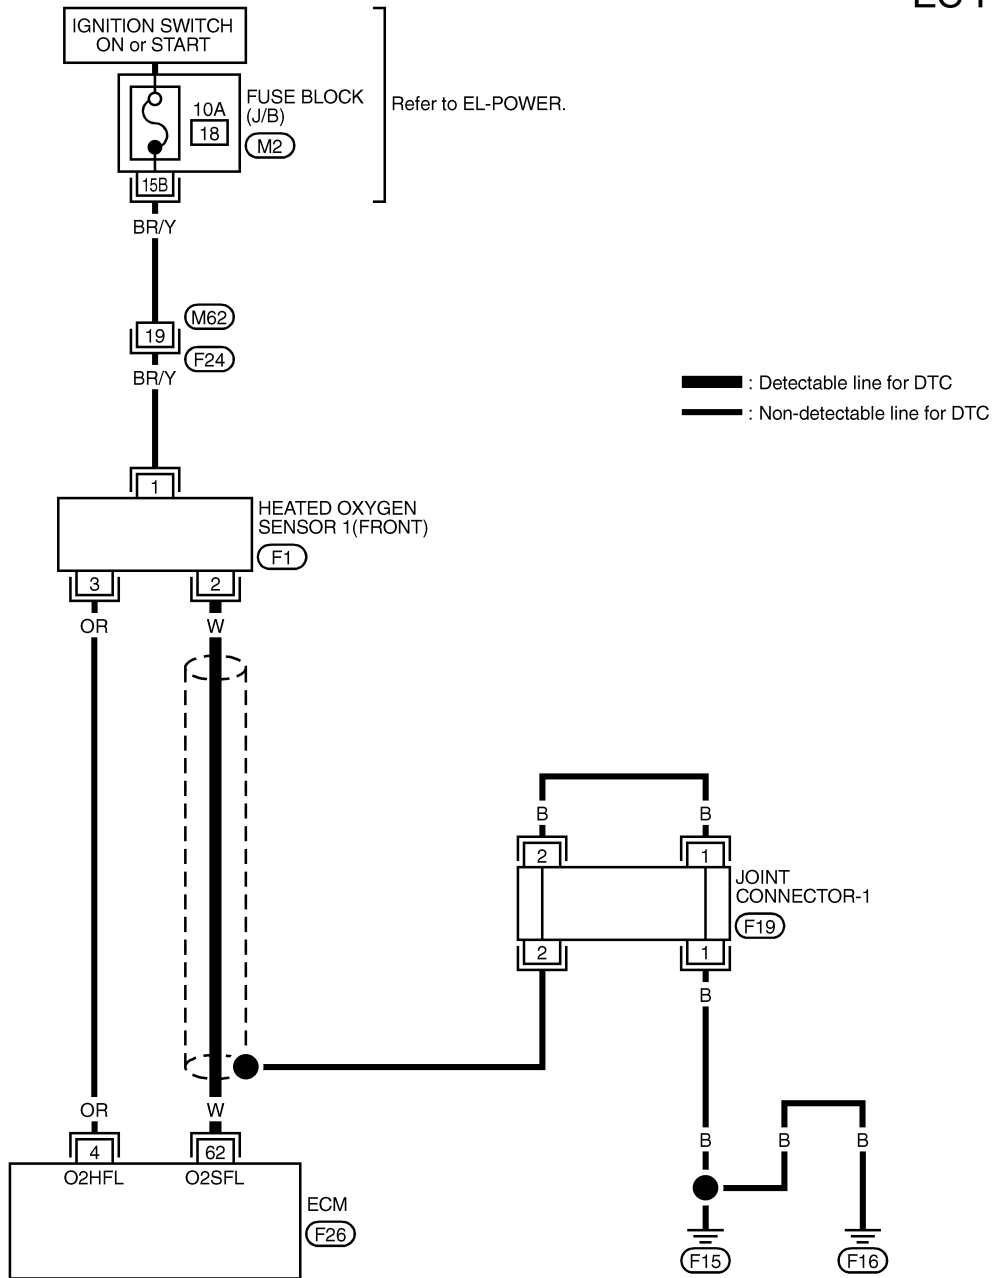 IGNITION SWITCH
ON or START
FUSE BLOCK
(J/B)
10A
18
M2
Refer to EL-POWER.
15B
BR/Y
M62
19
F24
BR/Y
: Detectable line for DTC
: Non-detectable line for DTC
1
HEATED OXYGEN
SENSOR 1(FRONT)
F1
3 2
OR W
B B
2 1
JOINT
CONNECTOR-1
F19
2 1
B
OR W
B B B
4 62
O2HFL O2SFL
ECM
F26
F15 F16